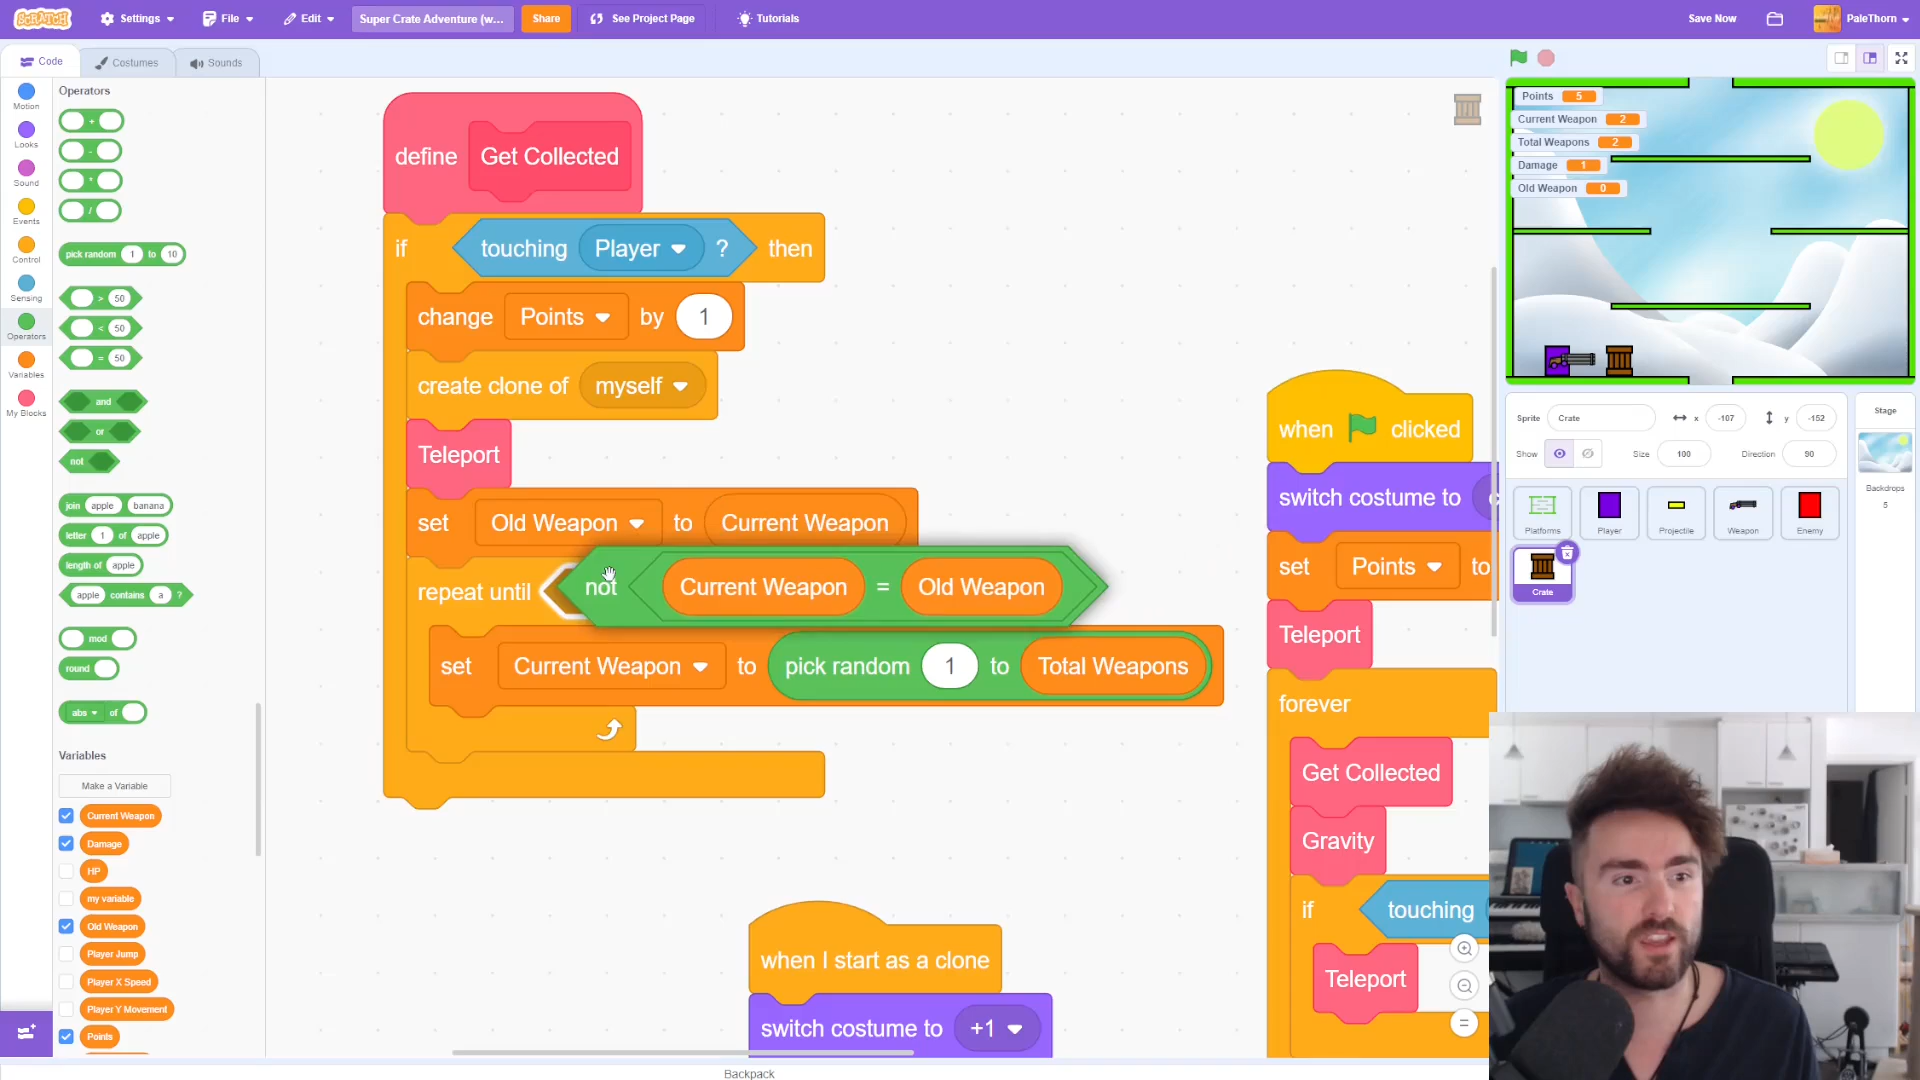 SCRATCH
Settings
File
Edit
Super Crate Adventure (w...
Share
See Project Page
Tutorials
Save Now
PaleThorn
Code
Costumes
Sounds
Motion
Looks
Sound
Events
Control
Sensing
Operators
Variables
My Blocks
Operators
+
-
*
/
pick random 1 to 10
> 50
< 50
= 50
and
or
not
join apple banana
letter 1 of apple
length of apple
apple contains a ?
mod
round
abs of
Variables
Make a Variable
Current Weapon
Damage
HP
my variable
Old Weapon
Player Jump
Player X Speed
Player Y Movement
Points
define Get Collected
if touching Player ? then
change Points by 1
create clone of myself
Teleport
set Old Weapon to Current Weapon
repeat until not Current Weapon = Old Weapon
set Current Weapon to pick random 1 to Total Weapons
when I start as a clone
switch costume to +1
when clicked
switch costume to
set Points to
Teleport
forever
Get Collected
Gravity
if touching
Teleport
Points 5
Current Weapon 2
Total Weapons 2
Damage 1
Old Weapon 0
Sprite Crate x -107 y -152
Show Size 100 Direction 90
Stage
Backdrops
5
Platforms
Player
Projectile
Weapon
Enemy
Crate
Backpack